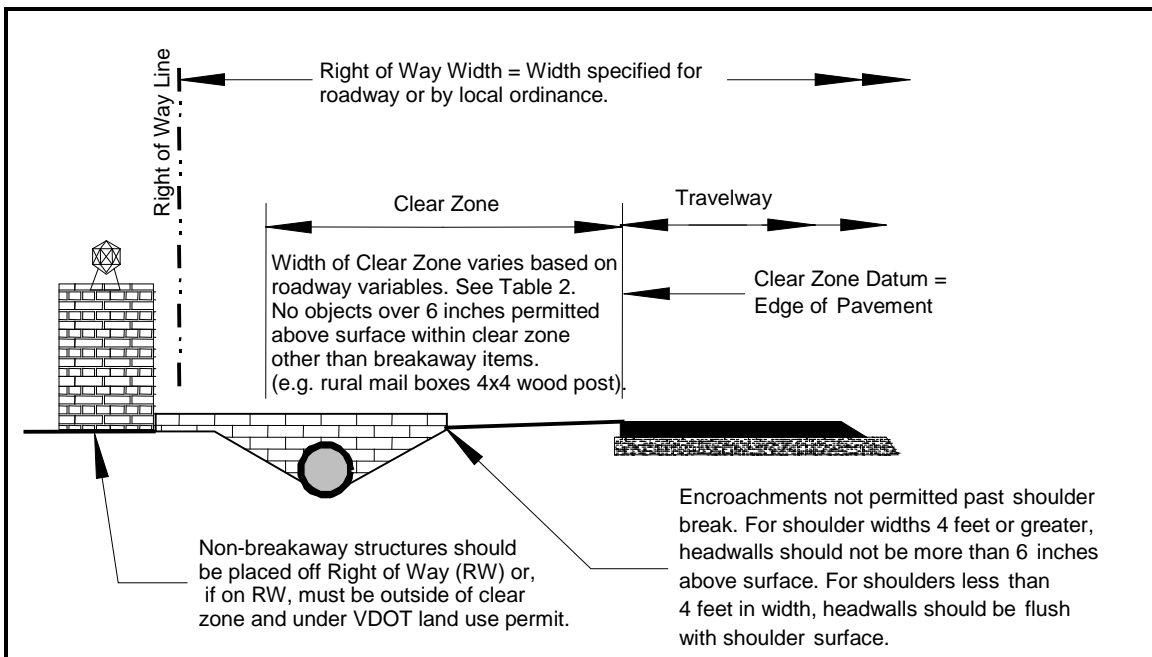 Right of Way Line
Right of Way Width = Width specified for
roadway or by local ordinance.
Clear Zone
Travelway
Width of Clear Zone varies based on
roadway variables. See Table 2.
No objects over 6 inches permitted
above surface within clear zone
other than breakaway items.
(e.g. rural mail boxes 4x4 wood post).
Clear Zone Datum =
Edge of Pavement
Non-breakaway structures should
be placed off Right of Way (RW) or,
if on RW, must be outside of clear
zone and under VDOT land use permit.
Encroachments not permitted past shoulder
break. For shoulder widths 4 feet or greater,
headwalls should not be more than 6 inches
above surface. For shoulders less than
4 feet in width, headwalls should be flush
with shoulder surface.